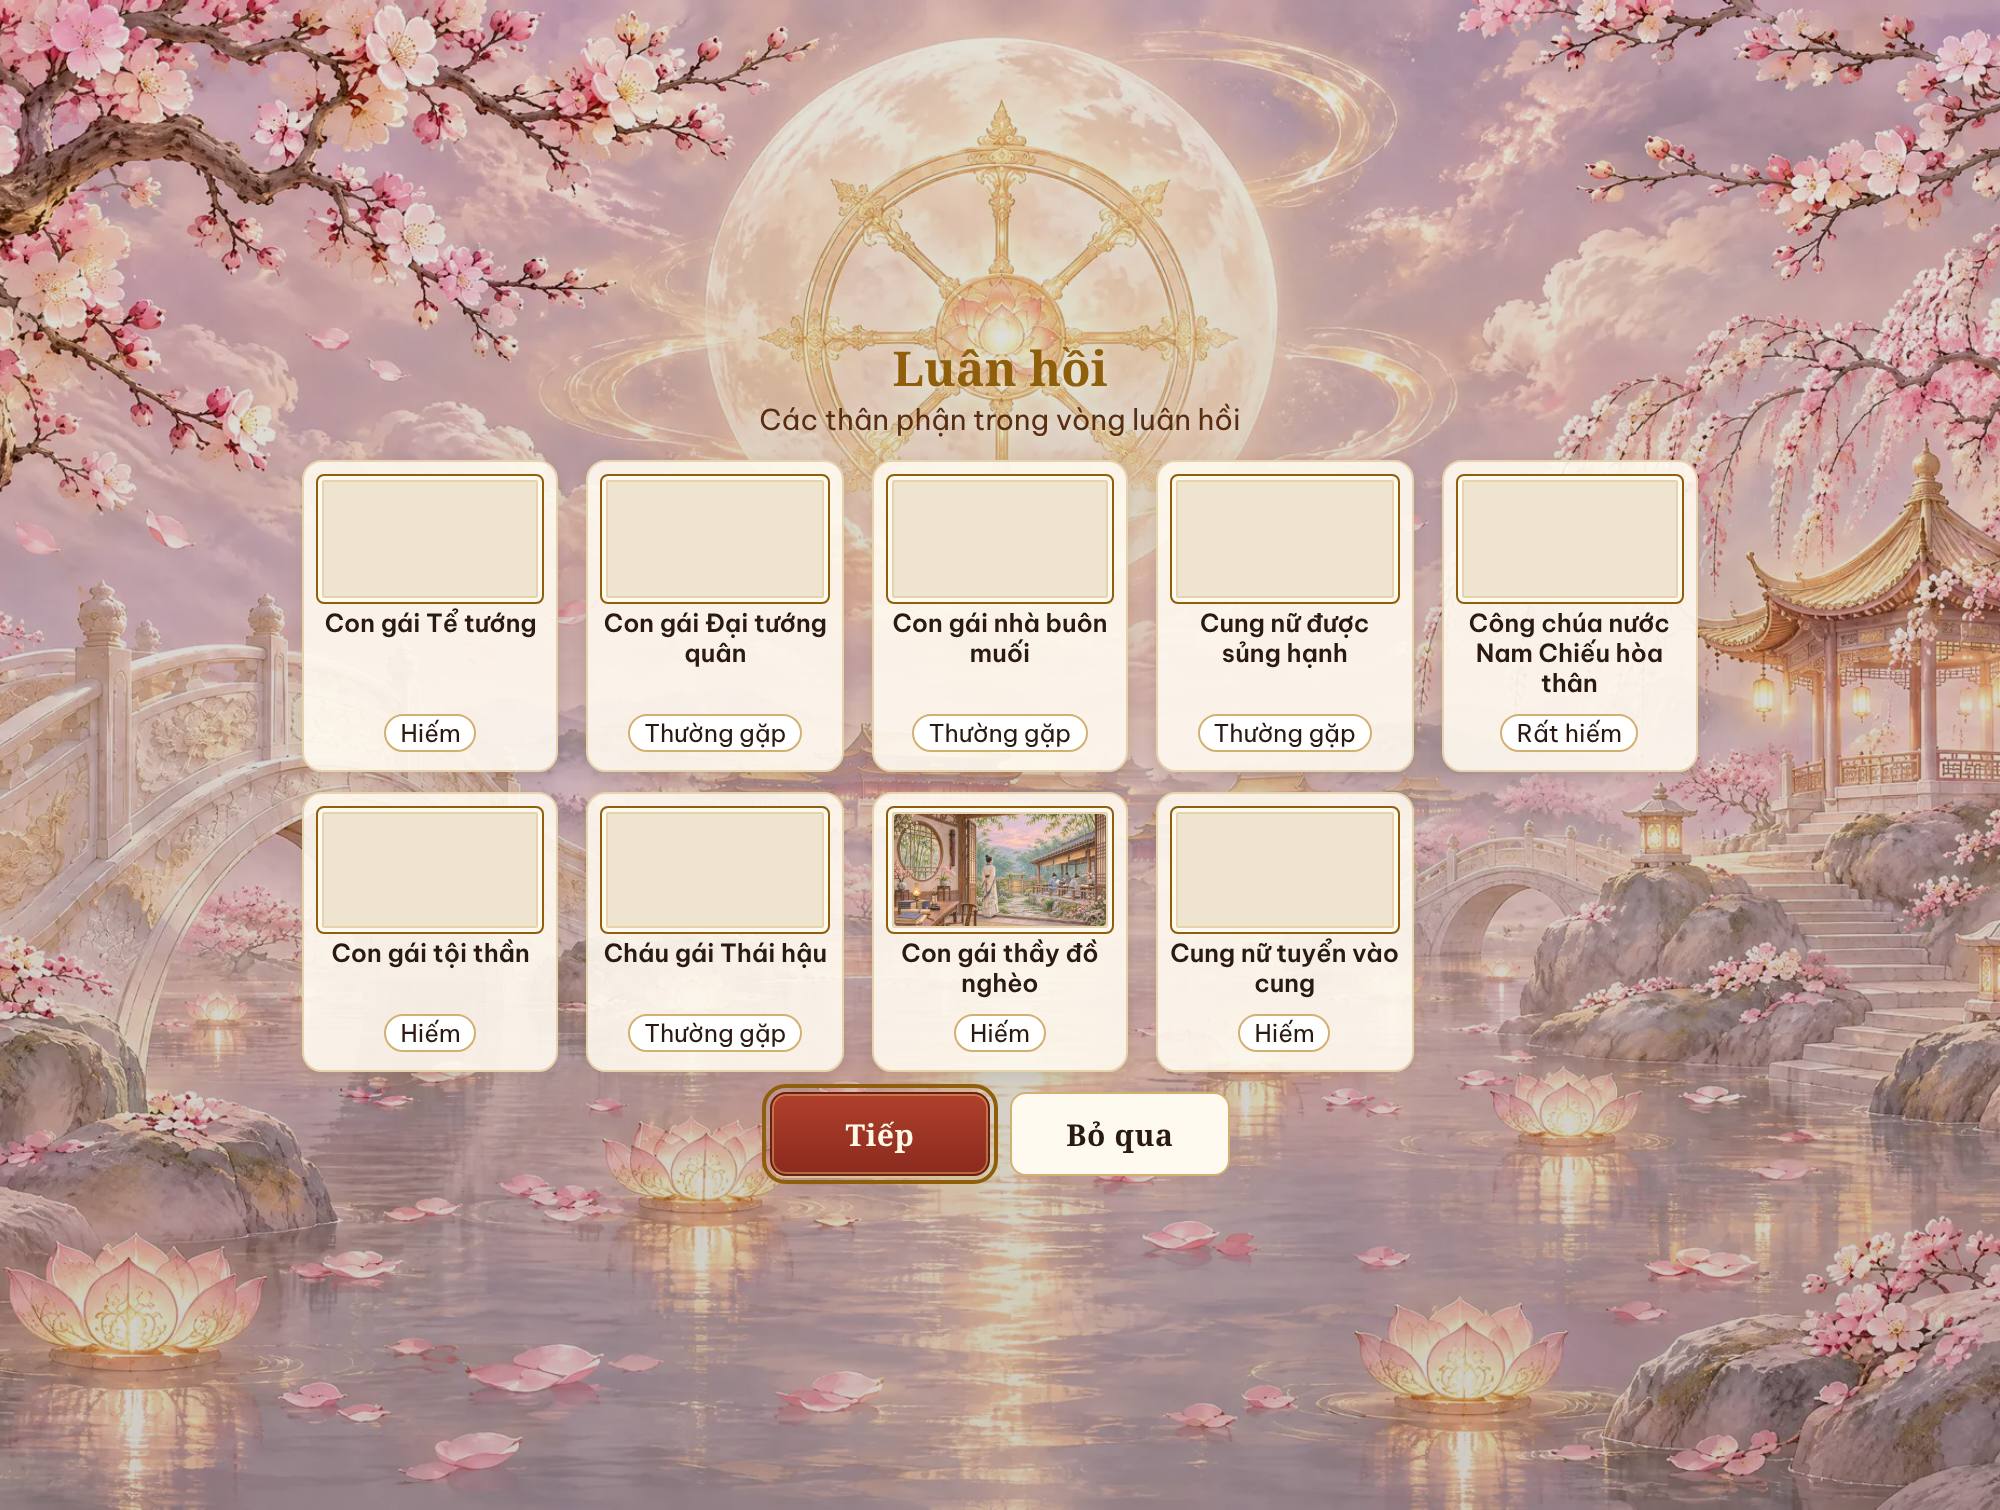 Luân hồi
Các thân phận trong vòng luân hồi
Con gái Tể tướng
Hiếm
Con gái Đại tướng
quân
Thường gặp
Con gái nhà buôn
muối
Thường gặp
Cung nữ được
sủng hạnh
Thường gặp
Công chúa nước
Nam Chiếu hòa
thân
Rất hiếm
Con gái tội thần
Hiếm
Cháu gái Thái hậu
Thường gặp
Con gái thầy đồ
nghèo
Hiếm
Cung nữ tuyển vào
cung
Hiếm
Tiếp
Bỏ qua